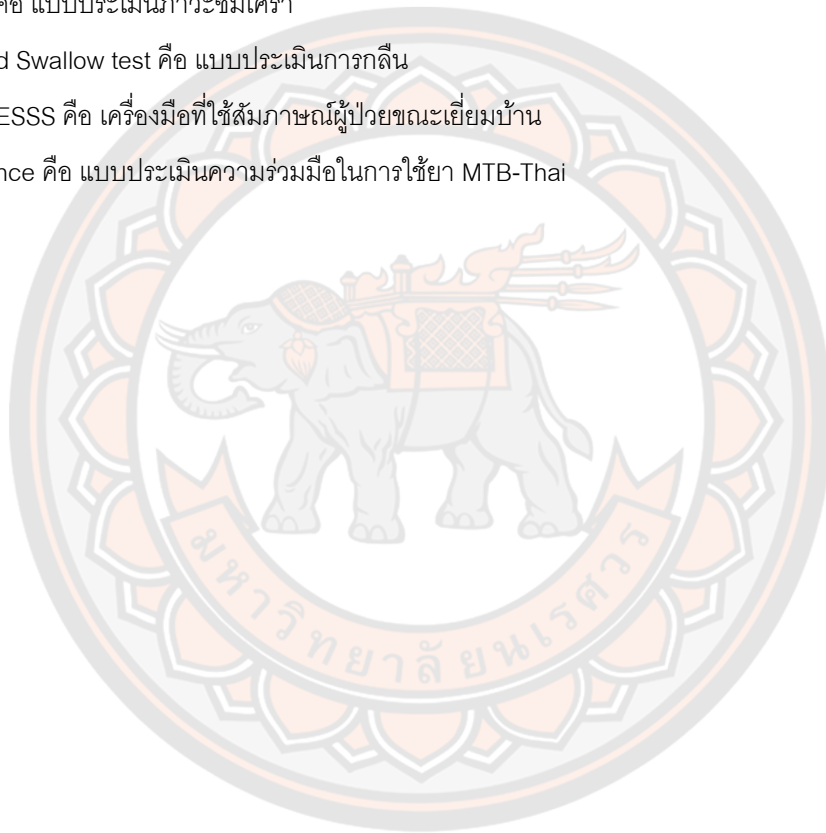 คือ แบบประเมินภาวะซึมเศร้า
d Swallow test คือ แบบประเมินการกลืน
ESSS คือ เครื่องมือที่ใช้สัมภาษณ์ผู้ป่วยขณะเยี่ยมบ้าน
nce คือ แบบประเมินความร่วมมือในการใช้ยา MTB-Thai
มหาวิทยาลัยนเรศวร